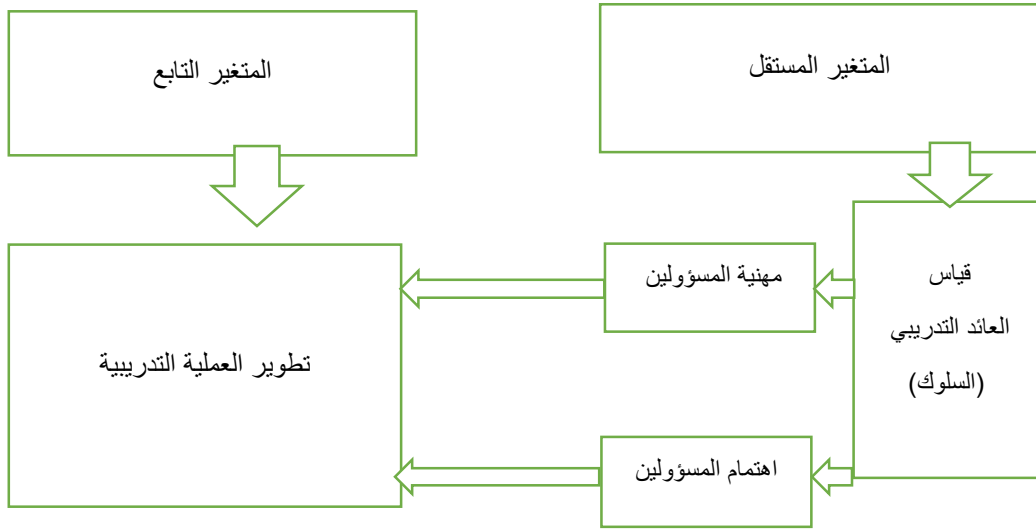 المتغير المستقل
المتغير التابع
قياس
العائد التدريبي
(السلوك)
مهنية المسؤولين
اهتمام المسؤولين
تطوير العملية التدريبية